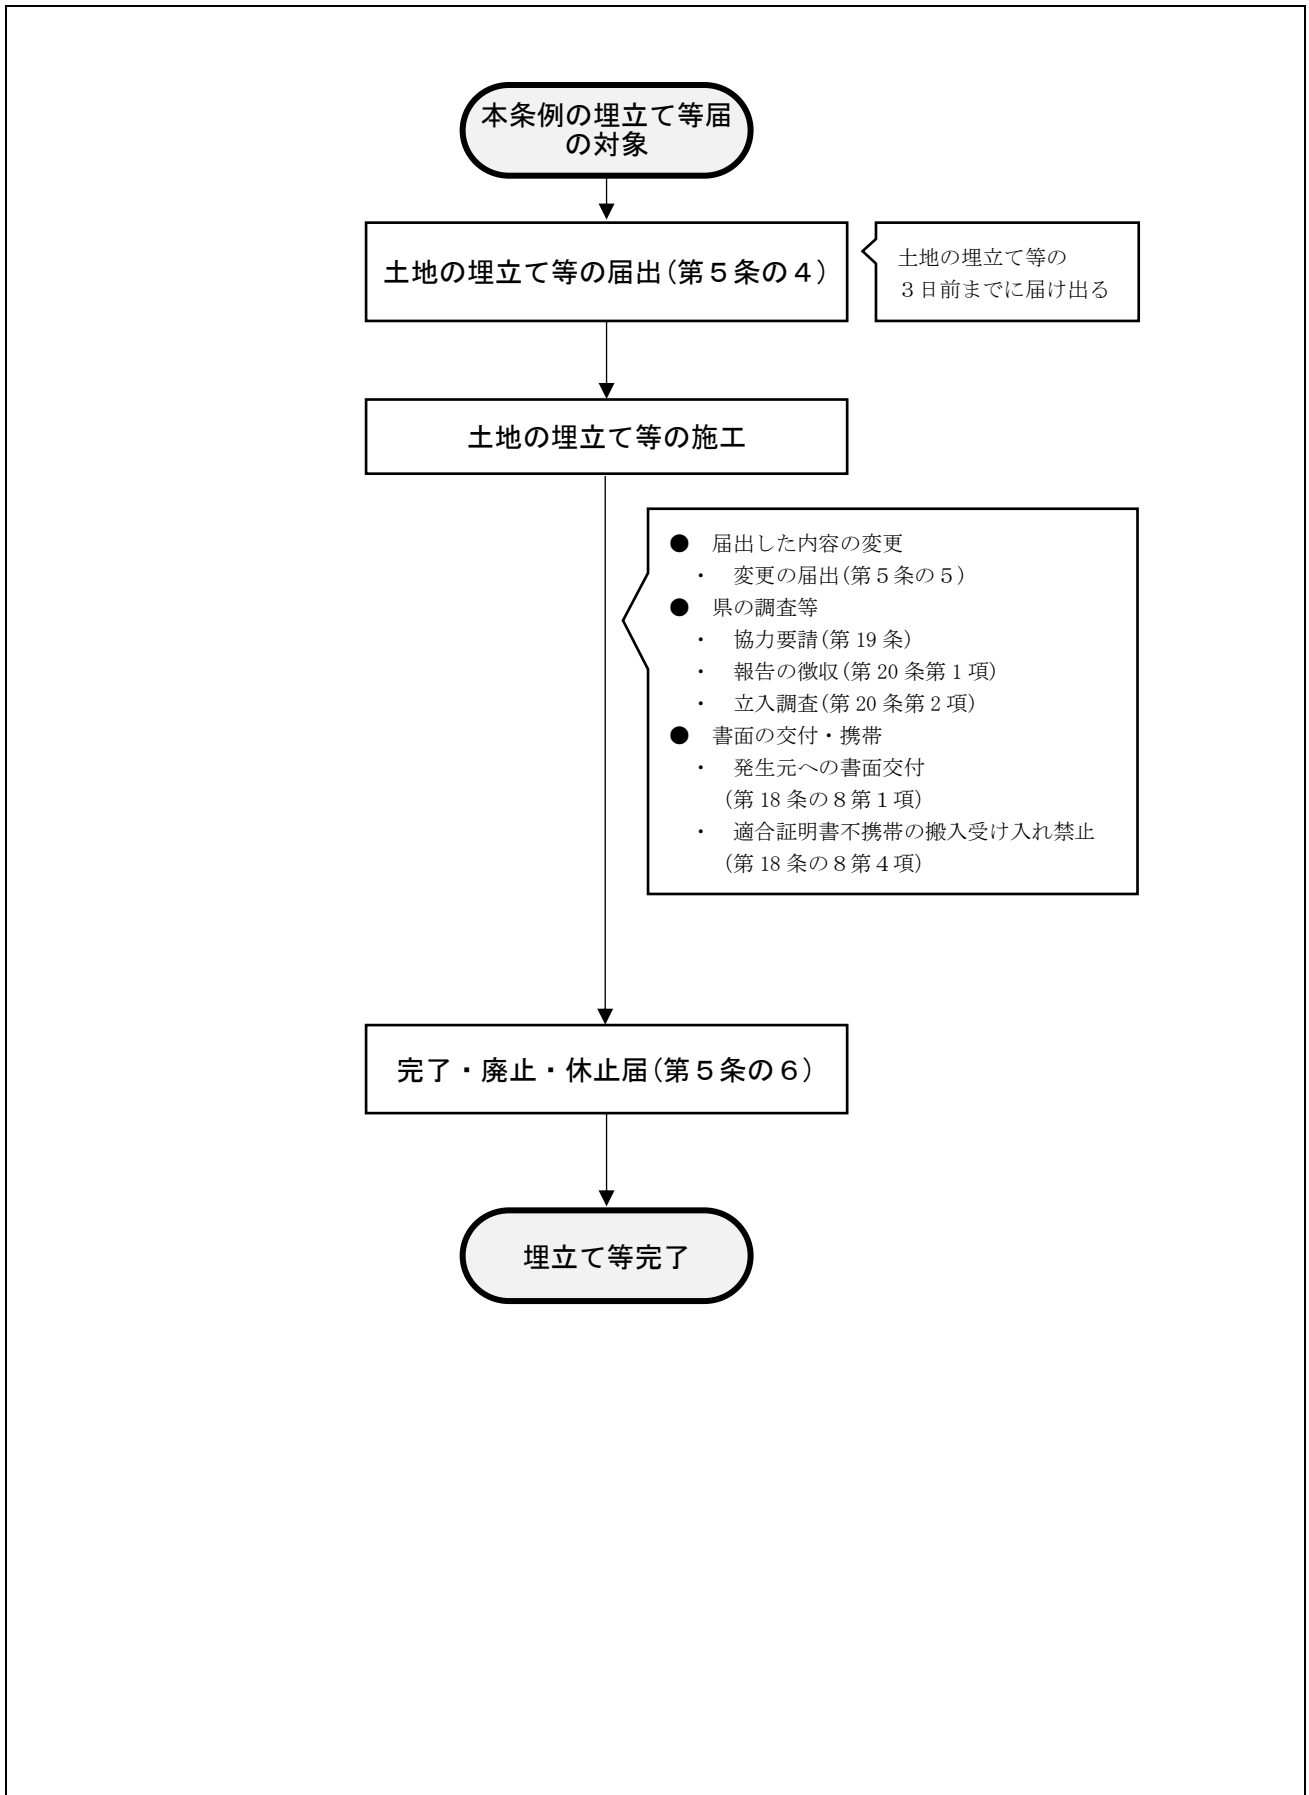 本条例の埋立て等届
の対象
土地の埋立て等の届出(第５条の４)
土地の埋立て等の
３日前までに届け出る
土地の埋立て等の施工
●　届出した内容の変更
・　変更の届出(第５条の５)
●　県の調査等
・　協力要請(第 19 条)
・　報告の徴収(第 20 条第１項)
・　立入調査(第 20 条第２項)
●　書面の交付・携帯
・　発生元への書面交付
(第 18 条の８第１項)
・　適合証明書不携帯の搬入受け入れ禁止
(第 18 条の８第４項)
完了・廃止・休止届(第５条の６)
埋立て等完了